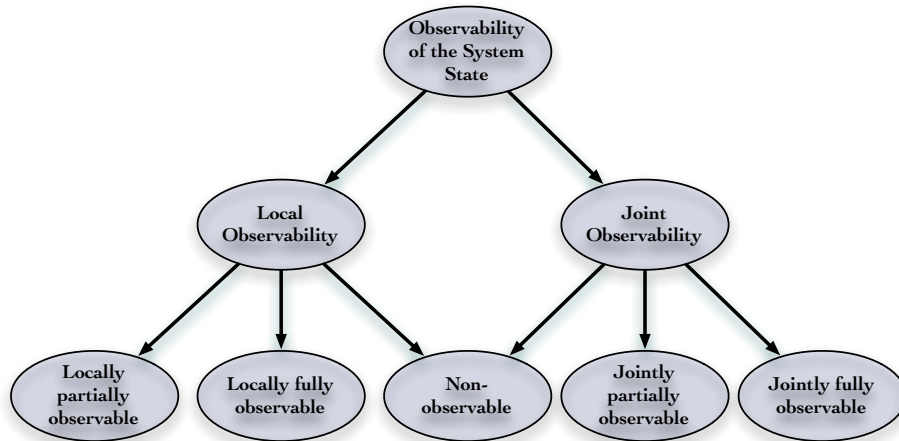 Observability
of the System
State
Local
Observability
Joint
Observability
Locally
partially
observable
Locally fully
observable
Non-
observable
Jointly
partially
observable
Jointly fully
observable